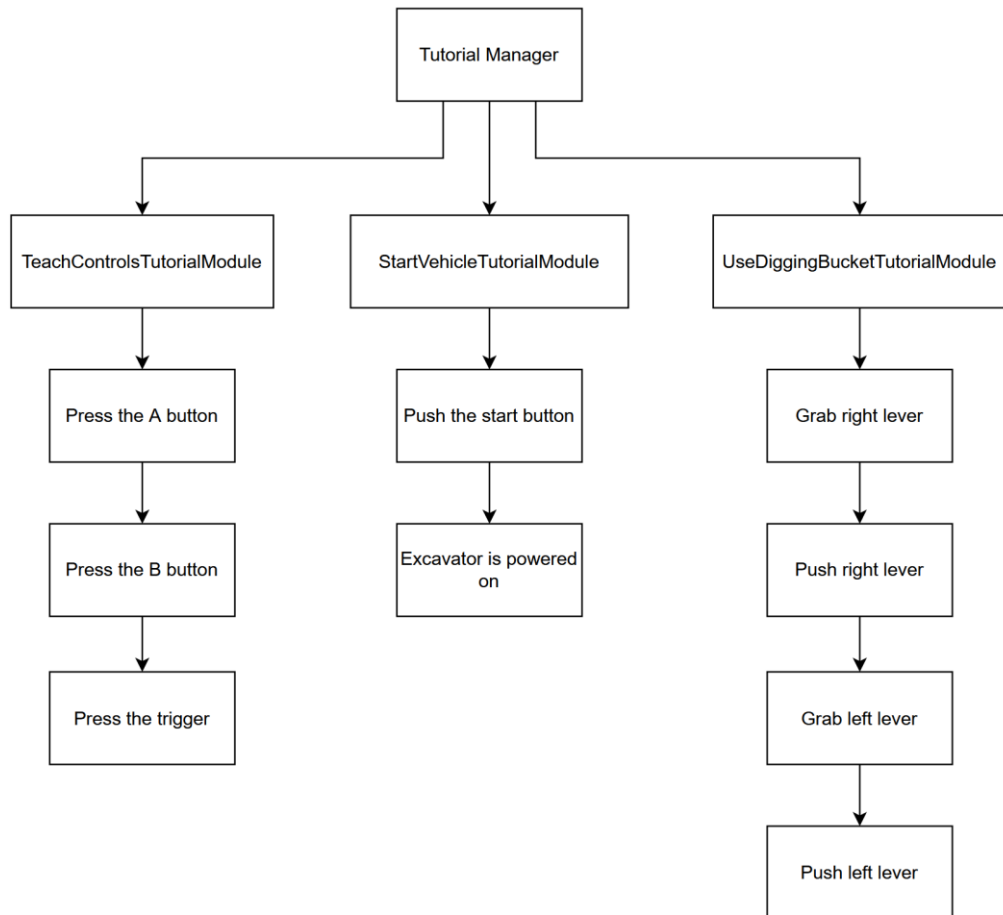 Tutorial Manager
TeachControlsTutorialModule
StartVehicleTutorialModule
UseDiggingBucketTutorialModule
Press the A button
Push the start button
Grab right lever
Press the B button
Excavator is powered
on
Push right lever
Press the trigger
Grab left lever
Push left lever